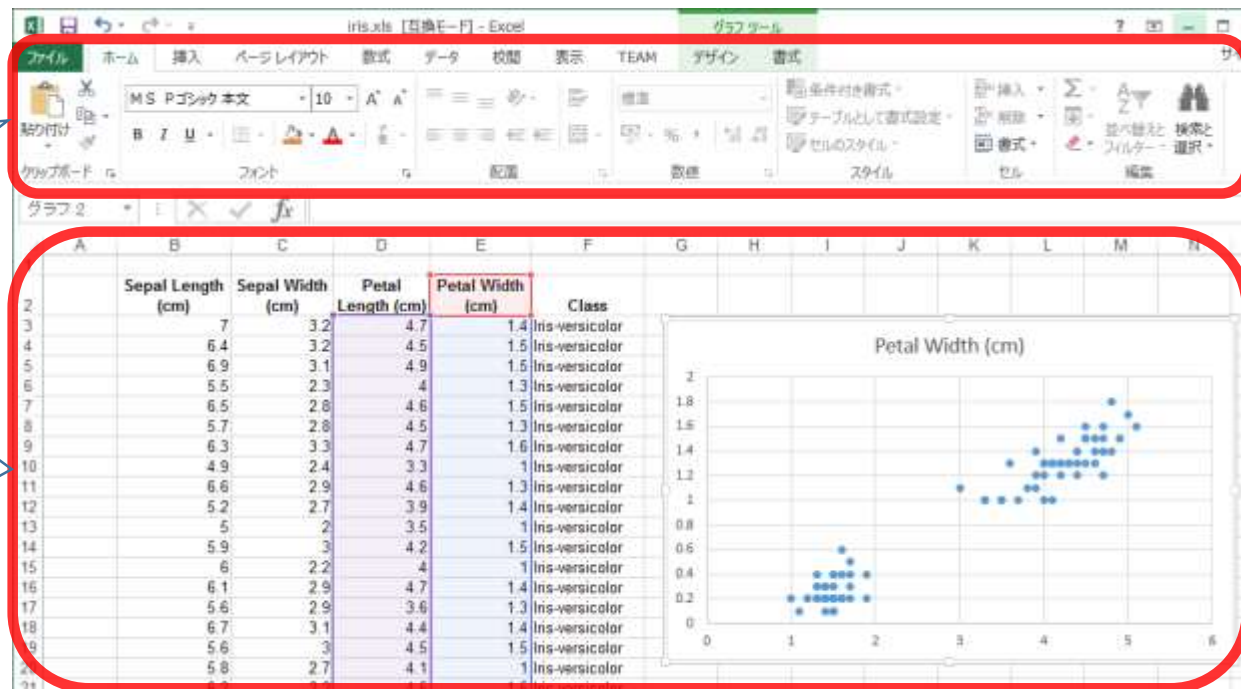 iris.xls [互換モード] - Excel
グラフ ツール
?
ファイル ホーム 挿入 ページ レイアウト 数式 データ 校閲 表示 TEAM デザイン 書式 サイ
貼り付け
クリップボード
MS Pゴシック 本文 10 A A
B I U A
フォント
配置
標準
% ,
数値
条件付き書式
テーブルとして書式設定
セルのスタイル
スタイル
挿入
削除
書式
セル
Σ
並べ替えと
フィルター
検索と
選択
編集
グラフ 2
fx
A B C D E F G H I J K L M N
1
2 Sepal Length (cm) Sepal Width (cm) Petal Length (cm) Petal Width (cm) Class
3 7 3.2 4.7 1.4 Iris-versicolor
4 6.4 3.2 4.5 1.5 Iris-versicolor
5 6.9 3.1 4.9 1.5 Iris-versicolor
6 5.5 2.3 4 1.3 Iris-versicolor
7 6.5 2.8 4.6 1.5 Iris-versicolor
8 5.7 2.8 4.5 1.3 Iris-versicolor
9 6.3 3.3 4.7 1.6 Iris-versicolor
10 4.9 2.4 3.3 1 Iris-versicolor
11 6.6 2.9 4.6 1.3 Iris-versicolor
12 5.2 2.7 3.9 1.4 Iris-versicolor
13 5 2 3.5 1 Iris-versicolor
14 5.9 3 4.2 1.5 Iris-versicolor
15 6 2.2 4 1 Iris-versicolor
16 6.1 2.9 4.7 1.4 Iris-versicolor
17 5.6 2.9 3.6 1.3 Iris-versicolor
18 6.7 3.1 4.4 1.4 Iris-versicolor
19 5.6 3 4.5 1.5 Iris-versicolor
20 5.8 2.7 4.1 1 Iris-versicolor
21
Petal Width (cm)
2
1.8
1.6
1.4
1.2
1
0.8
0.6
0.4
0.2
0
0 1 2 3 4 5 6